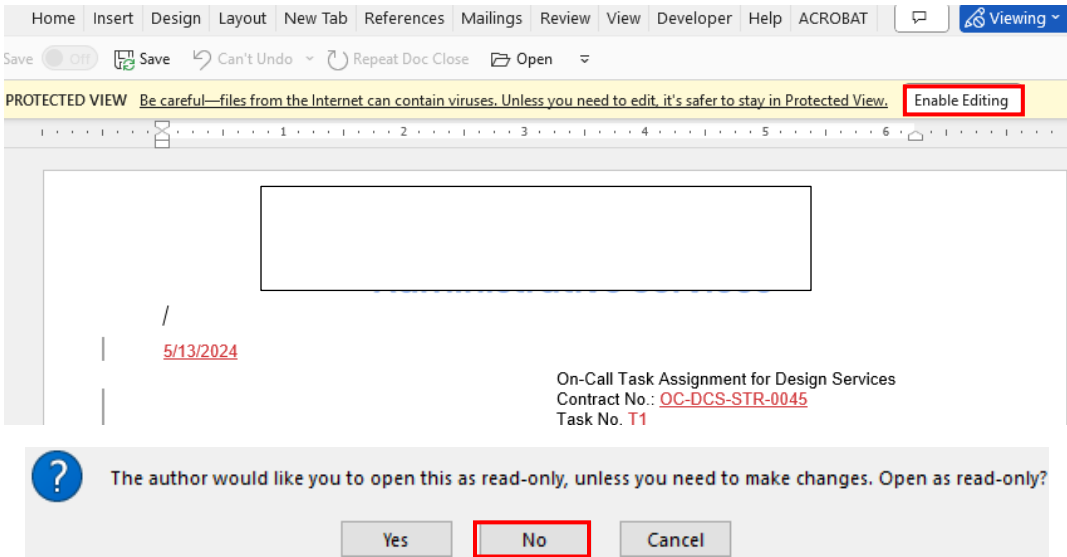 Home Insert Design Layout New Tab References Mailings Review View Developer Help ACROBAT Viewing
Save Off Save Can't Undo Repeat Doc Close Open
PROTECTED VIEW Be careful—files from the Internet can contain viruses. Unless you need to edit, it's safer to stay in Protected View. Enable Editing
1 2 3 4 5 6
/
5/13/2024
On-Call Task Assignment for Design Services
Contract No.: OC-DCS-STR-0045
Task No. T1
? The author would like you to open this as read-only, unless you need to make changes. Open as read-only?
Yes No Cancel